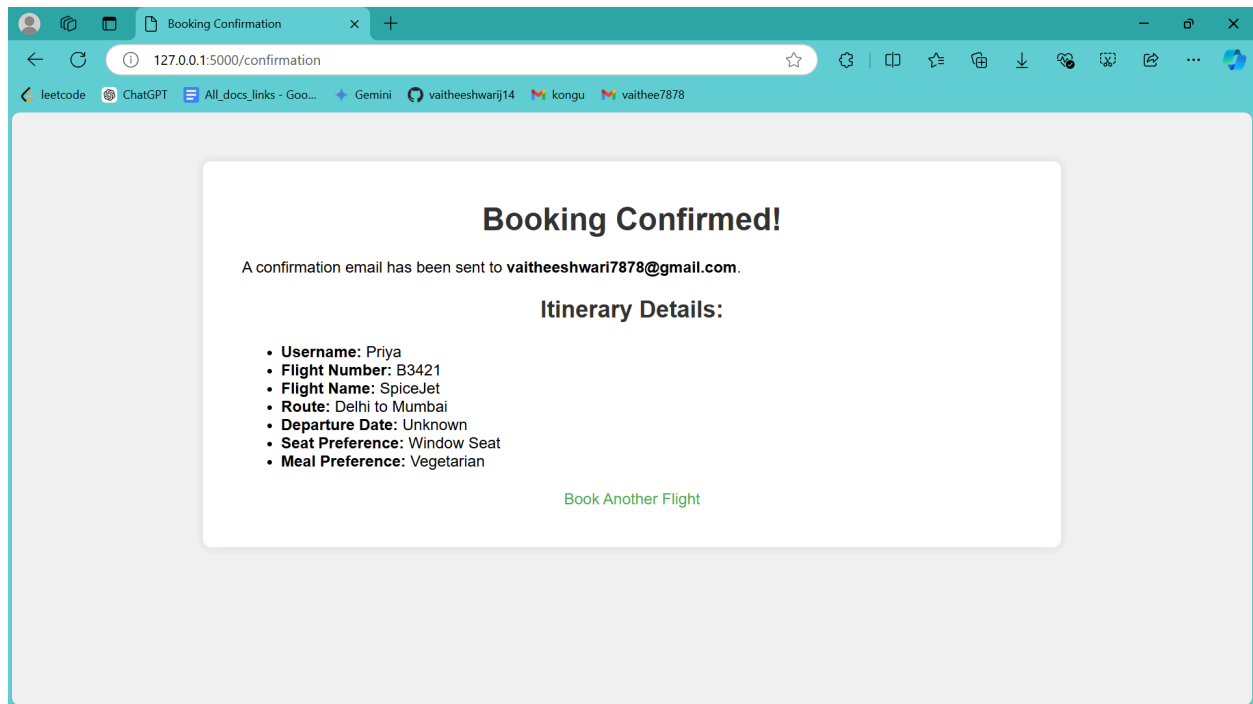 Booking Confirmation
127.0.0.1:5000/confirmation
leetcode ChatGPT All_docs_links - Goo... Gemini vaitheeshwarij14 kongu vaithee7878
Booking Confirmed!
A confirmation email has been sent to vaitheeshwari7878@gmail.com.
Itinerary Details:
• Username: Priya
• Flight Number: B3421
• Flight Name: SpiceJet
• Route: Delhi to Mumbai
• Departure Date: Unknown
• Seat Preference: Window Seat
• Meal Preference: Vegetarian
Book Another Flight